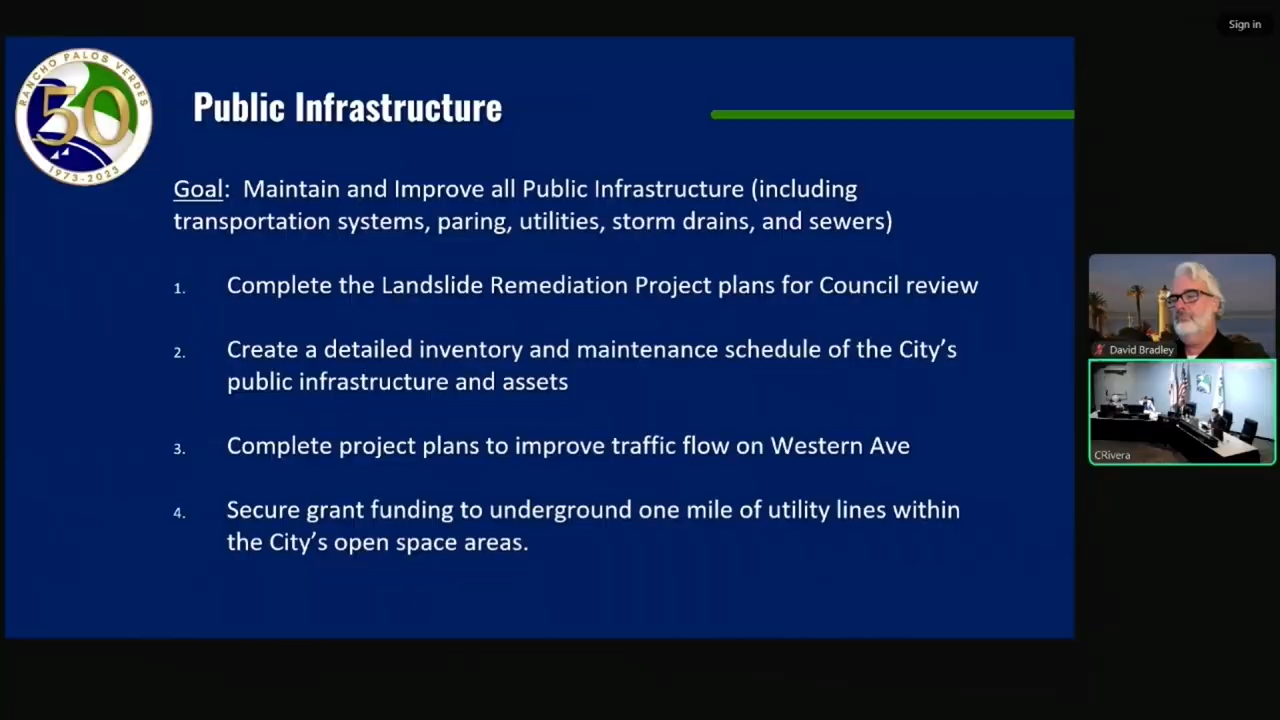 Sign in
RANCHO PALOS VERDES
50
1973-2023
Public Infrastructure
Goal: Maintain and Improve all Public Infrastructure (including
transportation systems, paring, utilities, storm drains, and sewers)
1. Complete the Landslide Remediation Project plans for Council review
2. Create a detailed inventory and maintenance schedule of the City’s
public infrastructure and assets
3. Complete project plans to improve traffic flow on Western Ave
4. Secure grant funding to underground one mile of utility lines within
the City’s open space areas.
David Bradley
CRivera